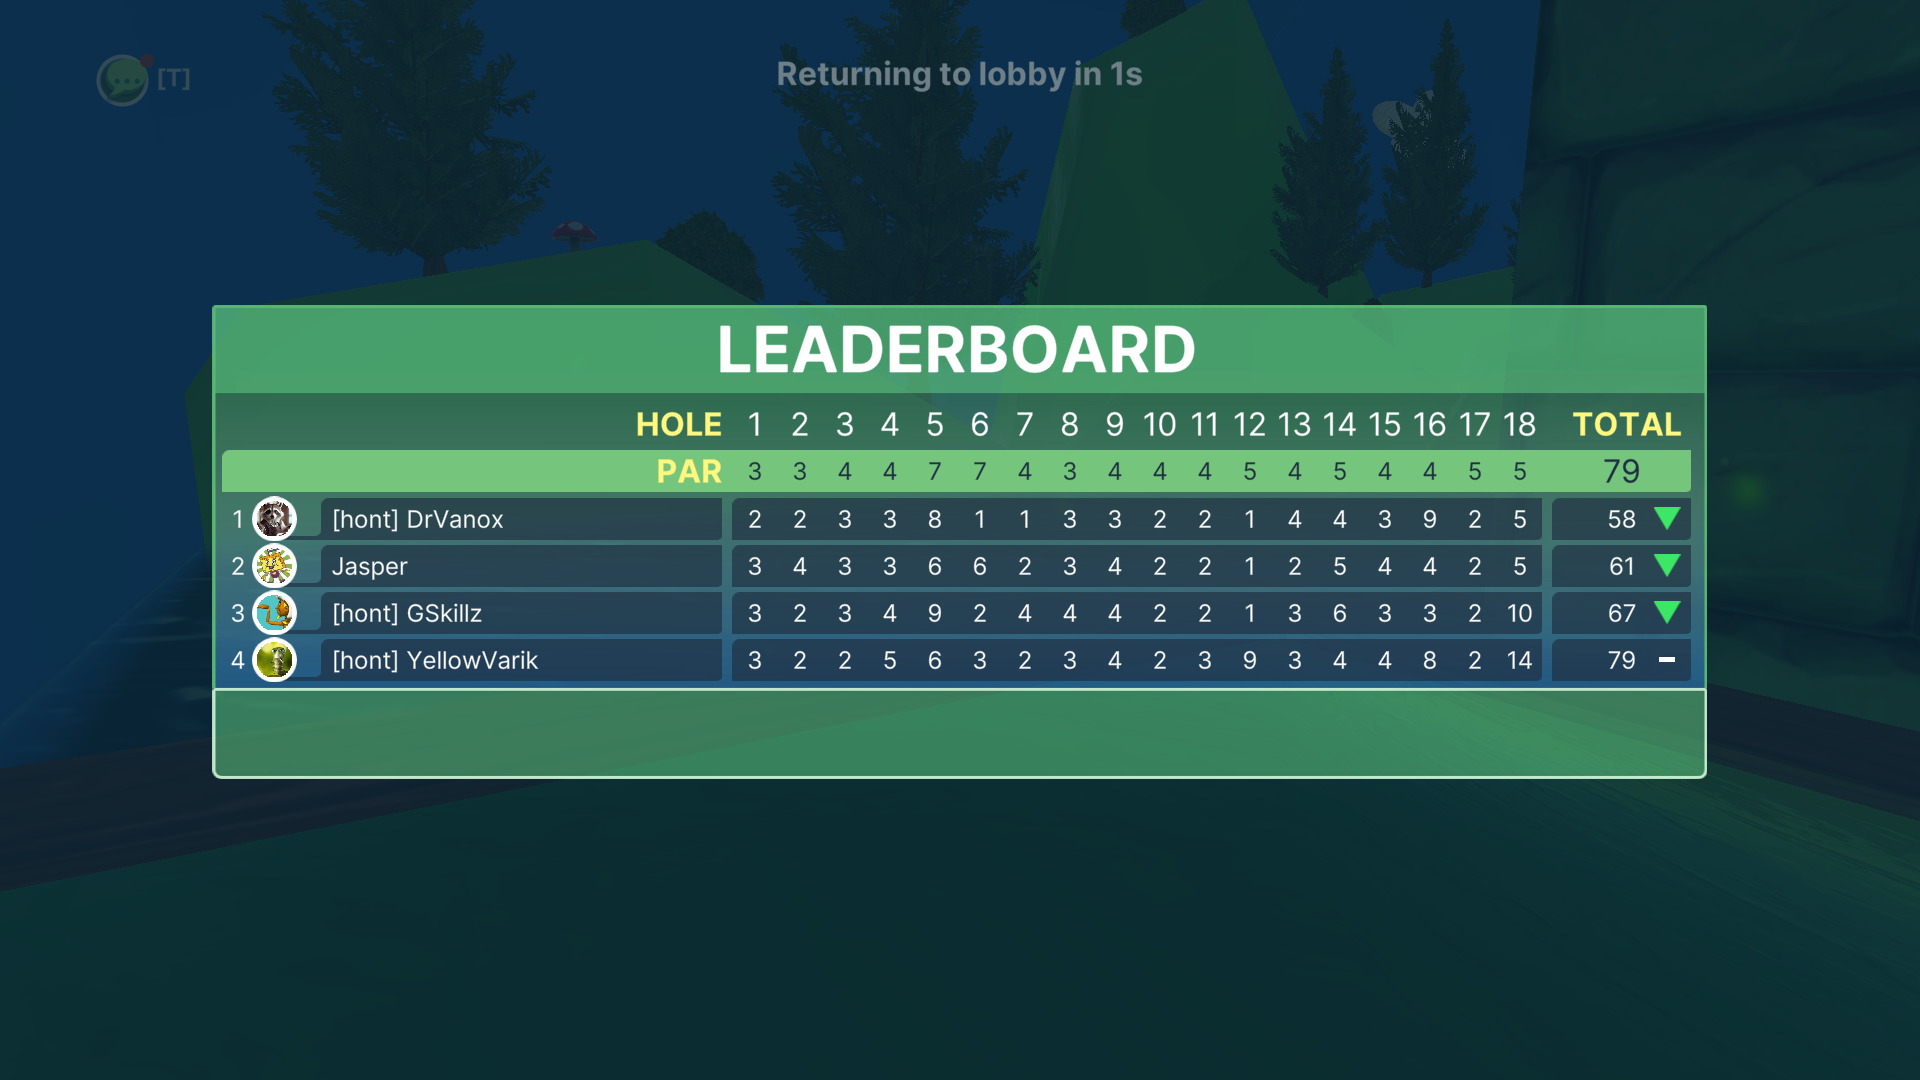 [T]
Returning to lobby in 1s
LEADERBOARD
HOLE 1 2 3 4 5 6 7 8 9 10 11 12 13 14 15 16 17 18 TOTAL
PAR 3 3 4 4 7 7 4 3 4 4 4 5 4 5 4 4 5 5 79
1 [hont] DrVanox 2 2 3 3 8 1 1 3 3 2 2 1 4 4 3 9 2 5 58
2 Jasper 3 4 3 3 6 6 2 3 4 2 2 1 2 5 4 4 2 5 61
3 [hont] GSkillz 3 2 3 4 9 2 4 4 4 2 2 1 3 6 3 3 2 10 67
4 [hont] YellowVarik 3 2 2 5 6 3 2 3 4 2 3 9 3 4 4 8 2 14 79